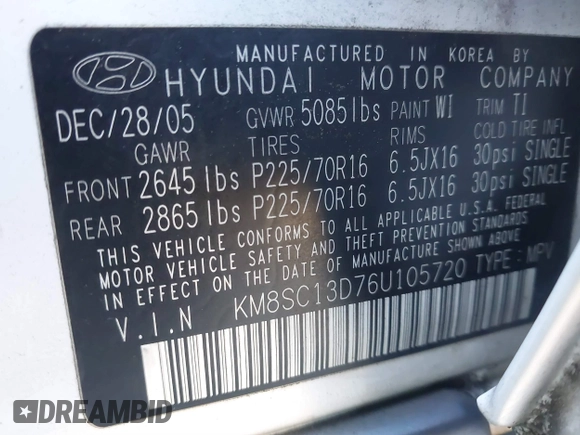 MANUFACTURED IN KOREA BY
HYUNDAI MOTOR COMPANY
DEC/28/05 GVWR 5085lbs PAINT WI TRIM TI
GAWR TIRES RIMS COLD TIRE INFL
FRONT 2645 lbs P225/70R16 6.5JX16 30psi SINGLE
REAR 2865 lbs P225/70R16 6.5JX16 30psi SINGLE
THIS VEHICLE CONFORMS TO ALL APPLICABLE U.S.A. FEDERAL
MOTOR VEHICLE SAFETY AND THEFT PREVENTION STANDARDS
IN EFFECT ON THE DATE OF MANUFACTURE SHOWN ABOVE.
V.I.N KM8SC13D76U105720 TYPE : MPV
DREAMBID